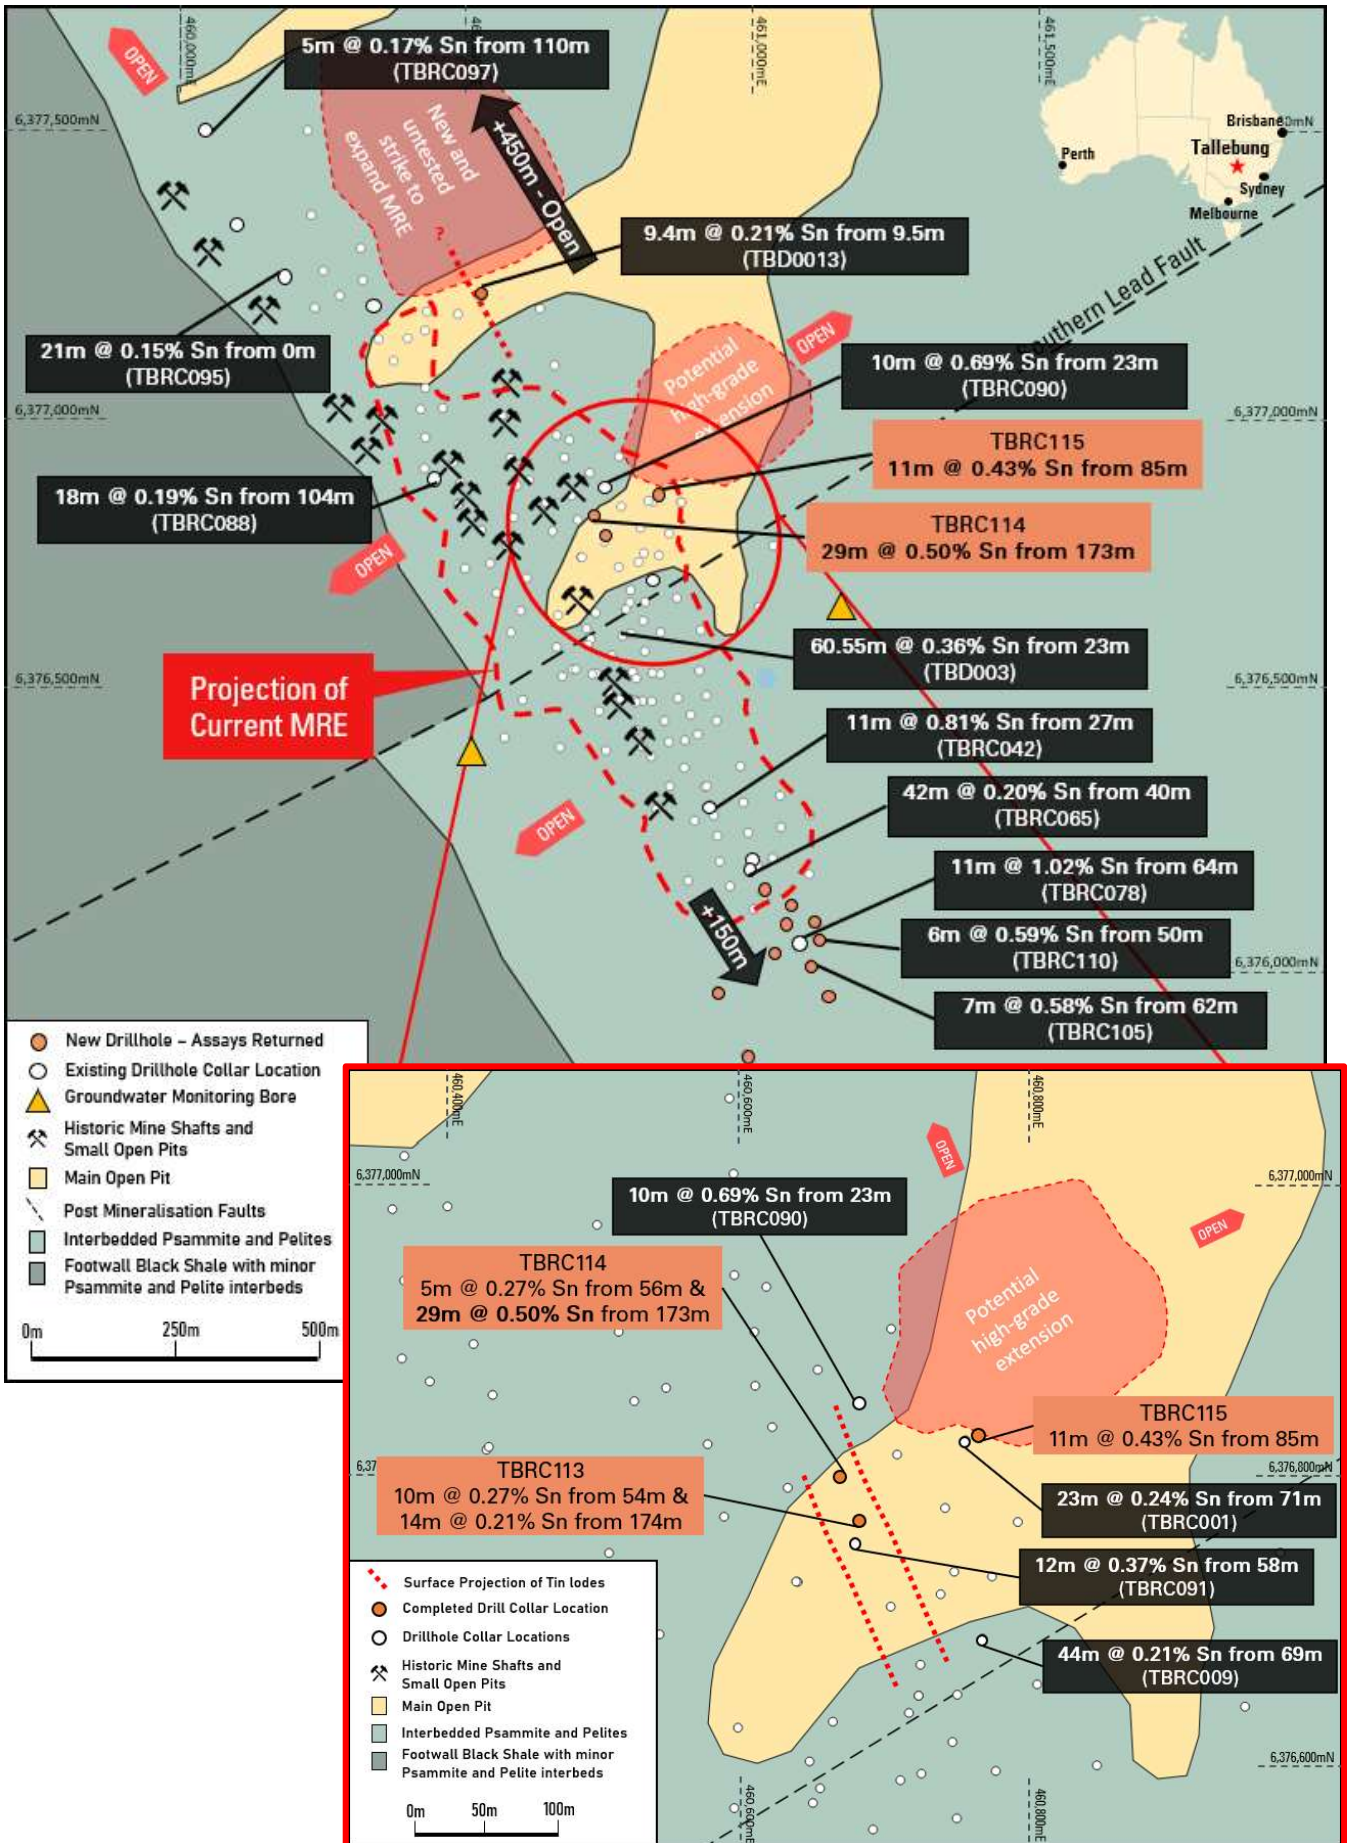 460,000mE
46
461,000mE
461,500mE
OPEN
5m @ 0.17% Sn from 110m
(TBRC097)
6,377,500mN
New and
untested
strike to
expand MRE
?
+450m - Open
Brisbane
0mN
Perth
Tallebung
Sydney
Melbourne
9.4m @ 0.21% Sn from 9.5m
(TBD0013)
Southern Lead Fault
OPEN
21m @ 0.15% Sn from 0m
(TBRC095)
Potential
high-grade
extension
10m @ 0.69% Sn from 23m
(TBRC090)
6,377,000mN
6,377,000mN
TBRC115
11m @ 0.43% Sn from 85m
18m @ 0.19% Sn from 104m
(TBRC088)
TBRC114
29m @ 0.50% Sn from 173m
OPEN
60.55m @ 0.36% Sn from 23m
(TBD003)
6,376,500mN
6,376,500mN
Projection of
Current MRE
11m @ 0.81% Sn from 27m
(TBRC042)
OPEN
42m @ 0.20% Sn from 40m
(TBRC065)
11m @ 1.02% Sn from 64m
(TBRC078)
+150m
6m @ 0.59% Sn from 50m
(TBRC110)
6,376,000mN
7m @ 0.58% Sn from 62m
(TBRC105)
New Drillhole – Assays Returned
Existing Drillhole Collar Location
Groundwater Monitoring Bore
Historic Mine Shafts and
Small Open Pits
Main Open Pit
Post Mineralisation Faults
Interbedded Psammite and Pelites
Footwall Black Shale with minor
Psammite and Pelite interbeds
0m 250m 500m
460,400mE
460,600mE
460,800mE
OPEN
6,377,000mN
6,377,000mN
10m @ 0.69% Sn from 23m
(TBRC090)
OPEN
TBRC114
5m @ 0.27% Sn from 56m &
29m @ 0.50% Sn from 173m
Potential
high-grade
extension
TBRC115
11m @ 0.43% Sn from 85m
6,37
6,376,800mN
TBRC113
10m @ 0.27% Sn from 54m &
14m @ 0.21% Sn from 174m
23m @ 0.24% Sn from 71m
(TBRC001)
12m @ 0.37% Sn from 58m
(TBRC091)
44m @ 0.21% Sn from 69m
(TBRC009)
Surface Projection of Tin lodes
Completed Drill Collar Location
Drillhole Collar Locations
Historic Mine Shafts and
Small Open Pits
Main Open Pit
Interbedded Psammite and Pelites
Footwall Black Shale with minor
Psammite and Pelite interbeds
0m 50m 100m
6,376,600mN
460,600mE
460,800mE